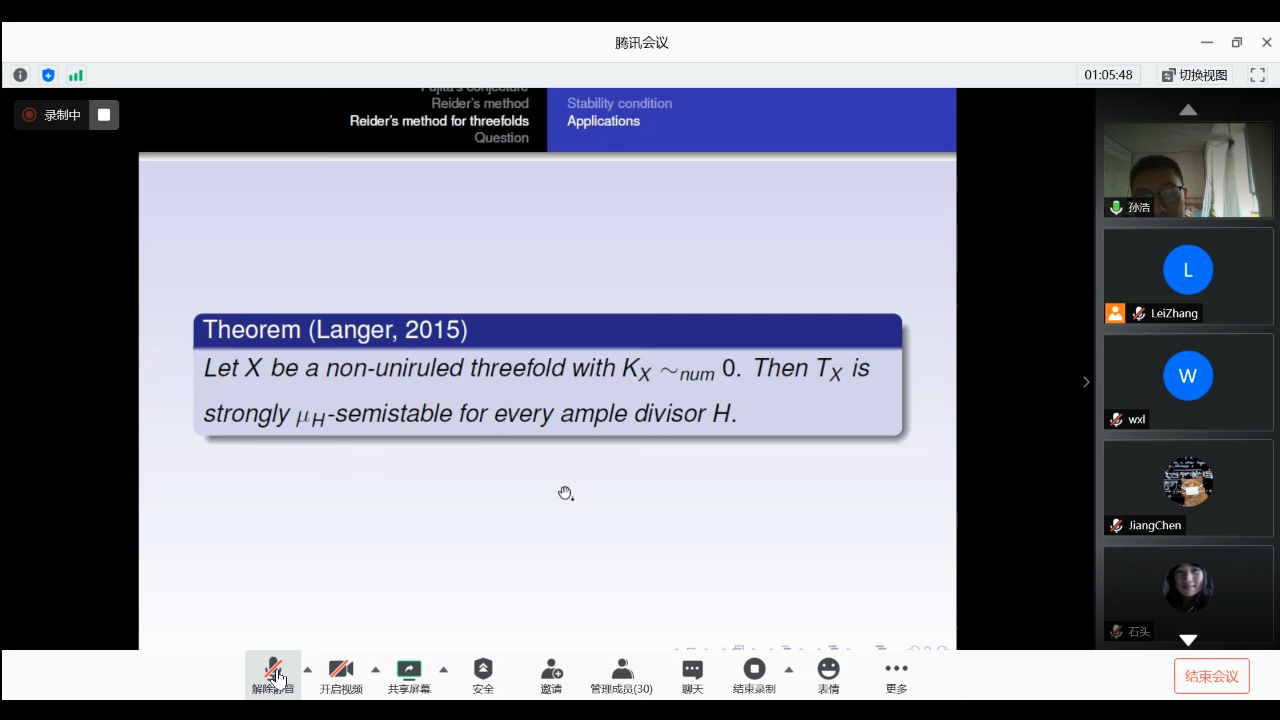 腾讯会议
01:05:48
切换视图
录制中
Fujita's conjecture
Reider's method
Reider's method for threefolds
Question
Stability condition
Applications
Theorem (Langer, 2015)
Let X be a non-uniruled threefold with K_X ∼_num 0. Then T_X is
strongly μ_H-semistable for every ample divisor H.
孙浩
L
LeiZhang
W
wxl
JiangChen
石头
解除静音
开启视频
共享屏幕
安全
邀请
管理成员(30)
聊天
结束录制
表情
更多
结束会议